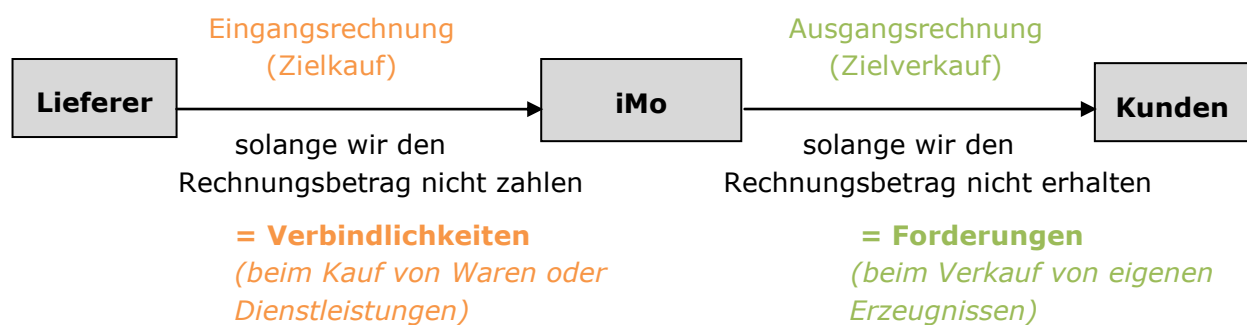 Eingangsrechnung
(Zielkauf)
Ausgangsrechnung
(Zielverkauf)
Lieferer
iMo
Kunden
solange wir den
Rechnungsbetrag nicht zahlen
solange wir den
Rechnungsbetrag nicht erhalten
= Verbindlichkeiten
(beim Kauf von Waren oder
Dienstleistungen)
= Forderungen
(beim Verkauf von eigenen
Erzeugnissen)